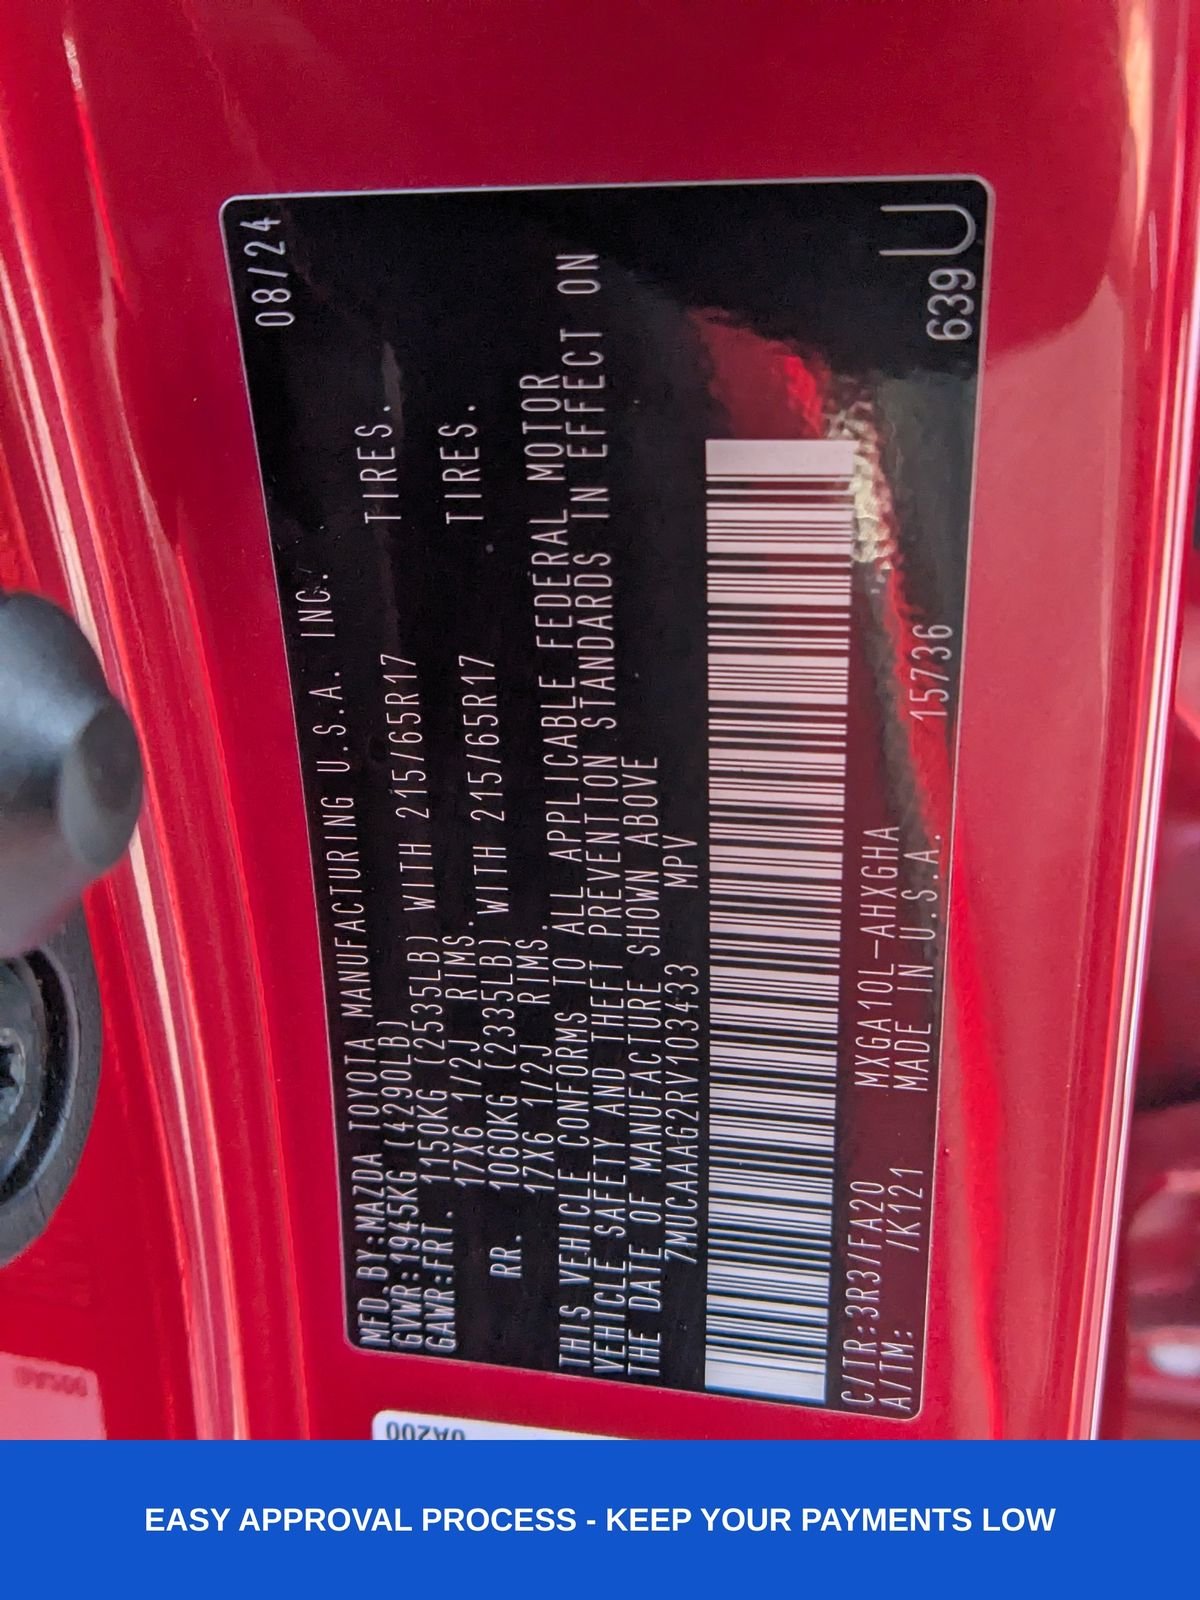 08/24
MFD.BY:MAZDA TOYOTA MANUFACTURING U.S.A. INC.
GVWR:1945KG (4290LB)
GAWR:FRT. 1150KG (2535LB) WITH 215/65R17 TIRES.
17X6 1/2J RIMS.
RR. 1060KG (2335LB) WITH 215/65R17 TIRES.
17X6 1/2J RIMS.
THIS VEHICLE CONFORMS TO ALL APPLICABLE FEDERAL MOTOR
VEHICLE SAFETY AND THEFT PREVENTION STANDARDS IN EFFECT ON
THE DATE OF MANUFACTURE SHOWN ABOVE
7MUCAAAG2RV103433 MPV
C/TR:3R3/FA20 MXGA10L-AHXGHA
A/TM: /K121 MADE IN U.S.A. 15736
639 U
0A200
EASY APPROVAL PROCESS - KEEP YOUR PAYMENTS LOW